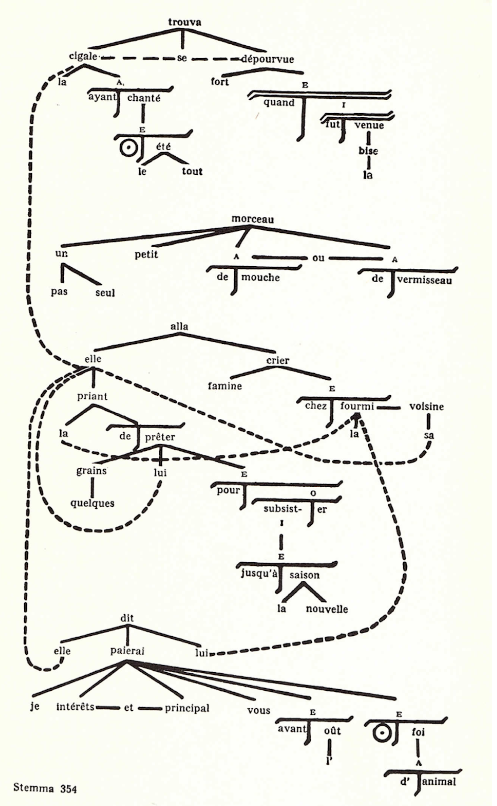 trouva
cigale se dépourvue
la A. fort E
ayant chanté quand I
E fut venue
été bise
le tout la
morceau
un petit A ou A
pas seul de mouche de vermisseau
alla
elle crier
famine E
priant chez fourmi voisine
la de prêter la sa
grains lui E
quelques pour O
subsist- er
I
E
jusqu'à saison
la nouvelle
dit
elle paierai lui
je intérêts et principal vous E E
avant août foi
l' A
d' animal
Stemma 354